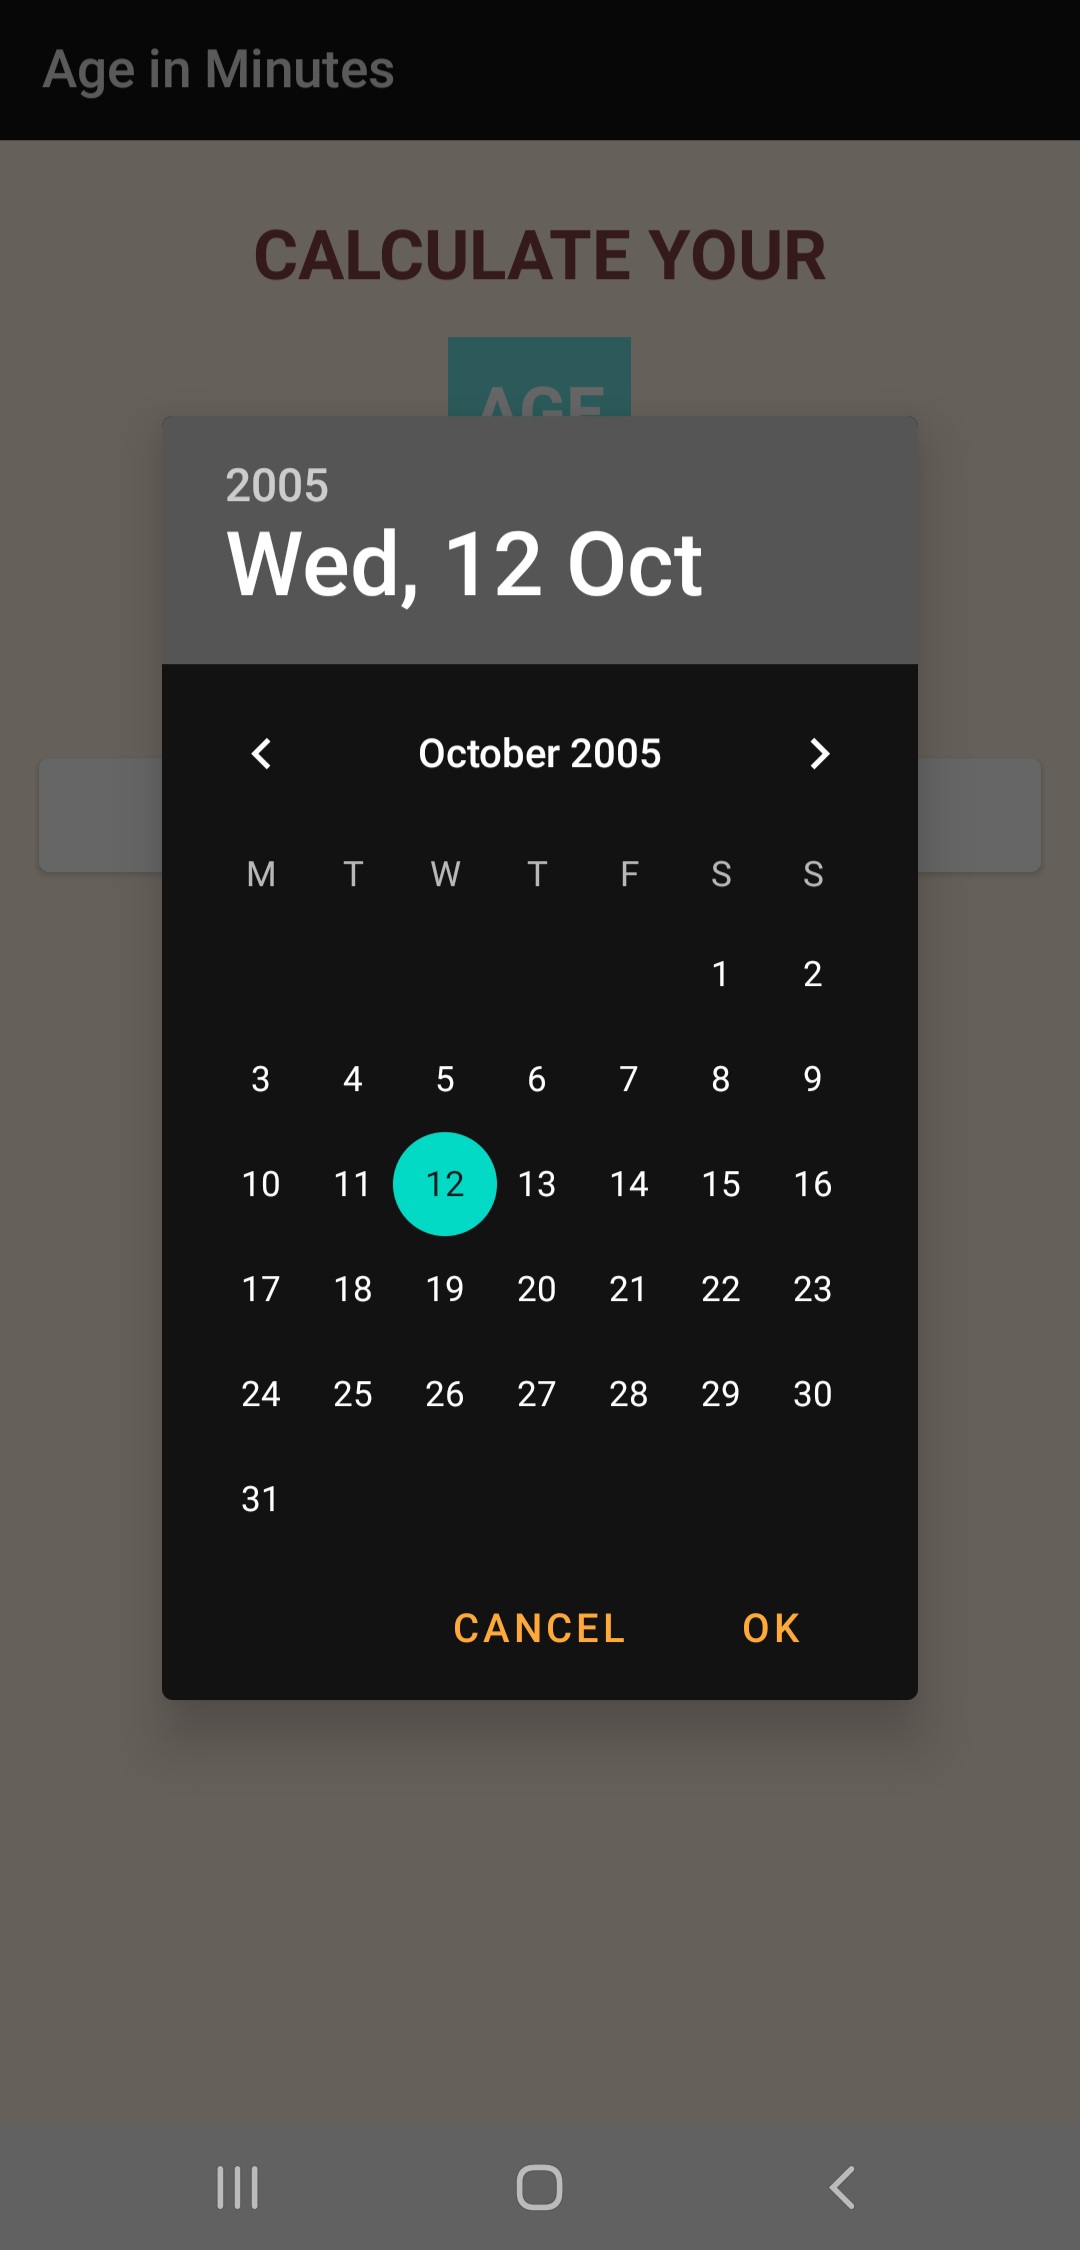 Age in Minutes
CALCULATE YOUR
AGE
2005
Wed, 12 Oct
October 2005
M T W T F S S
1 2
3 4 5 6 7 8 9
10 11 12 13 14 15 16
17 18 19 20 21 22 23
24 25 26 27 28 29 30
31
CANCEL OK